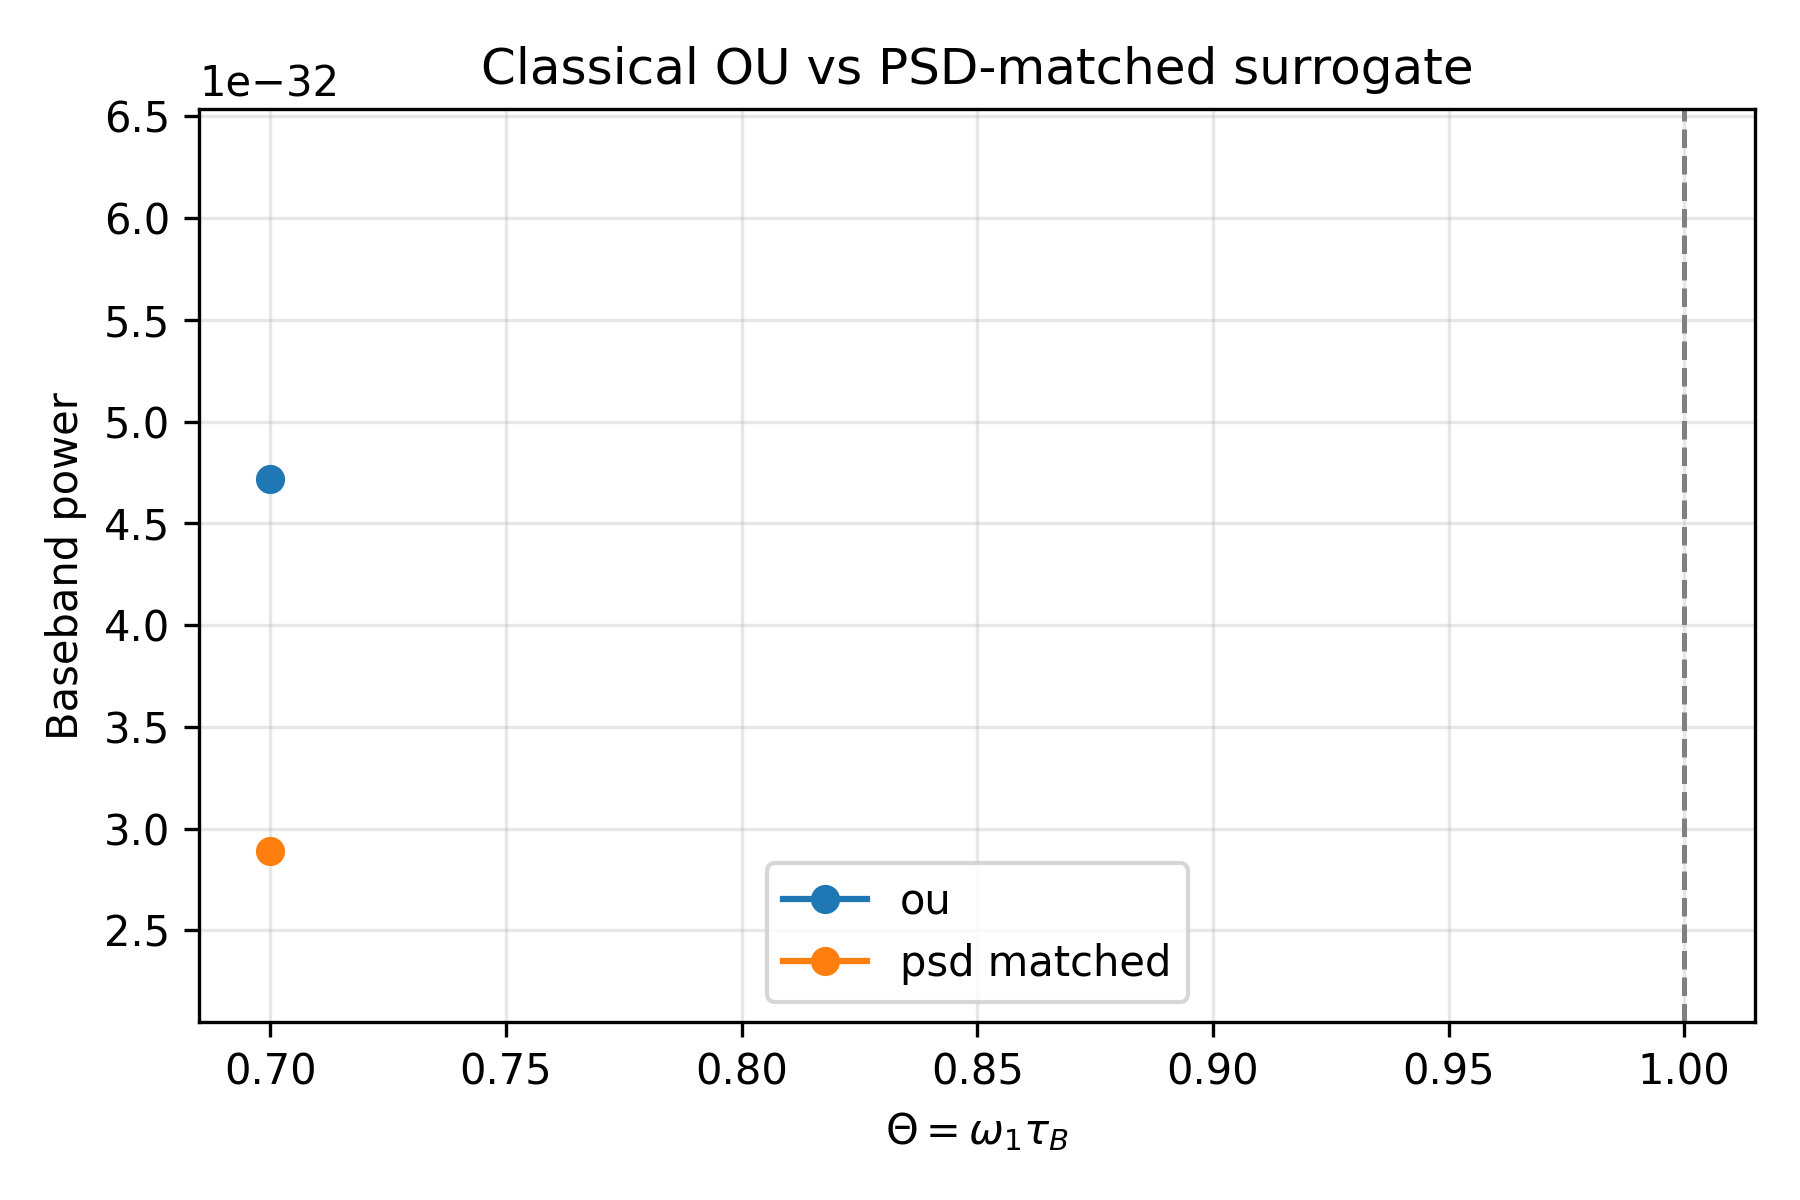 Classical OU vs PSD-matched surrogate
1e−32
6.5
6.0
5.5
5.0
4.5
4.0
3.5
3.0
2.5
Baseband power
ou
psd matched
0.70 0.75 0.80 0.85 0.90 0.95 1.00
Θ = ω₁τ_B